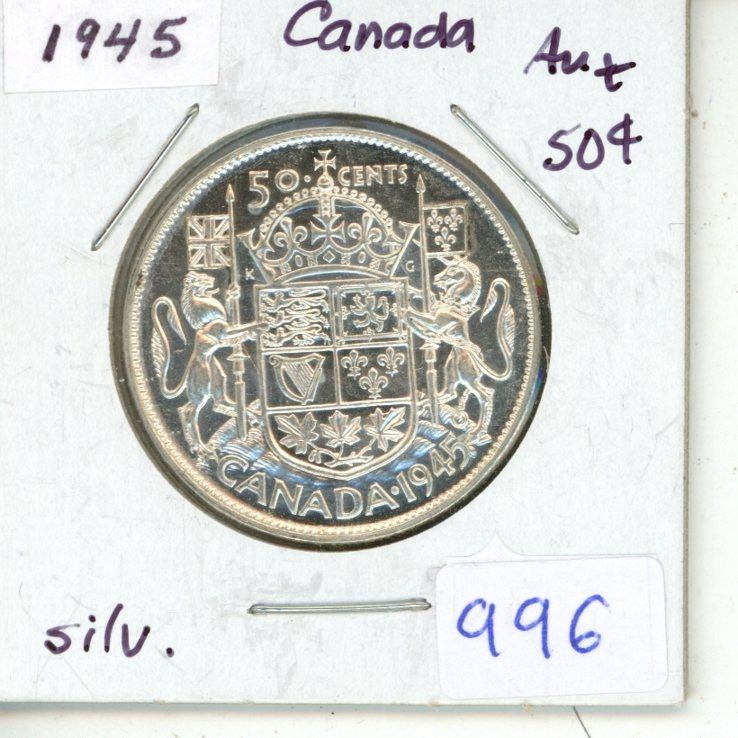 1945
Canada
Au.+
50¢
50 · CENTS
K G
CANADA · 1945
silv.
996